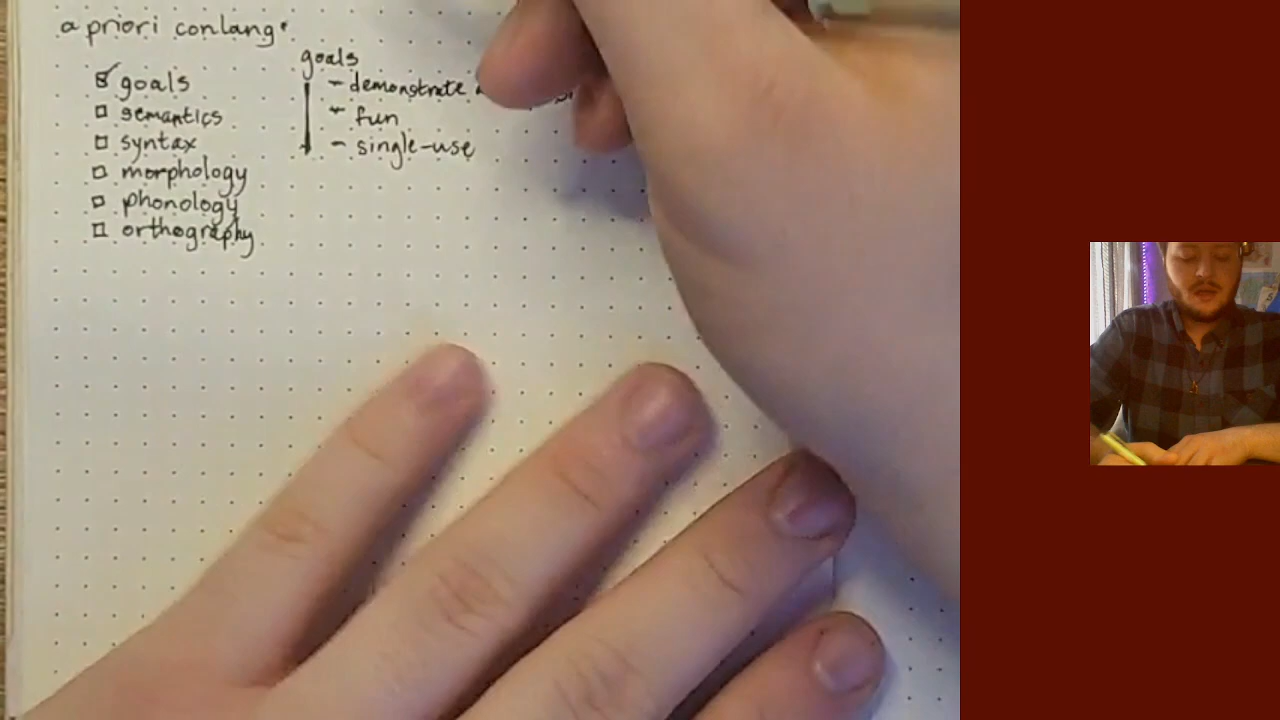 a priori conlang
goals
goals
semantics
syntax
morphology
phonology
orthography
- demonstrate
- fun
- single-use